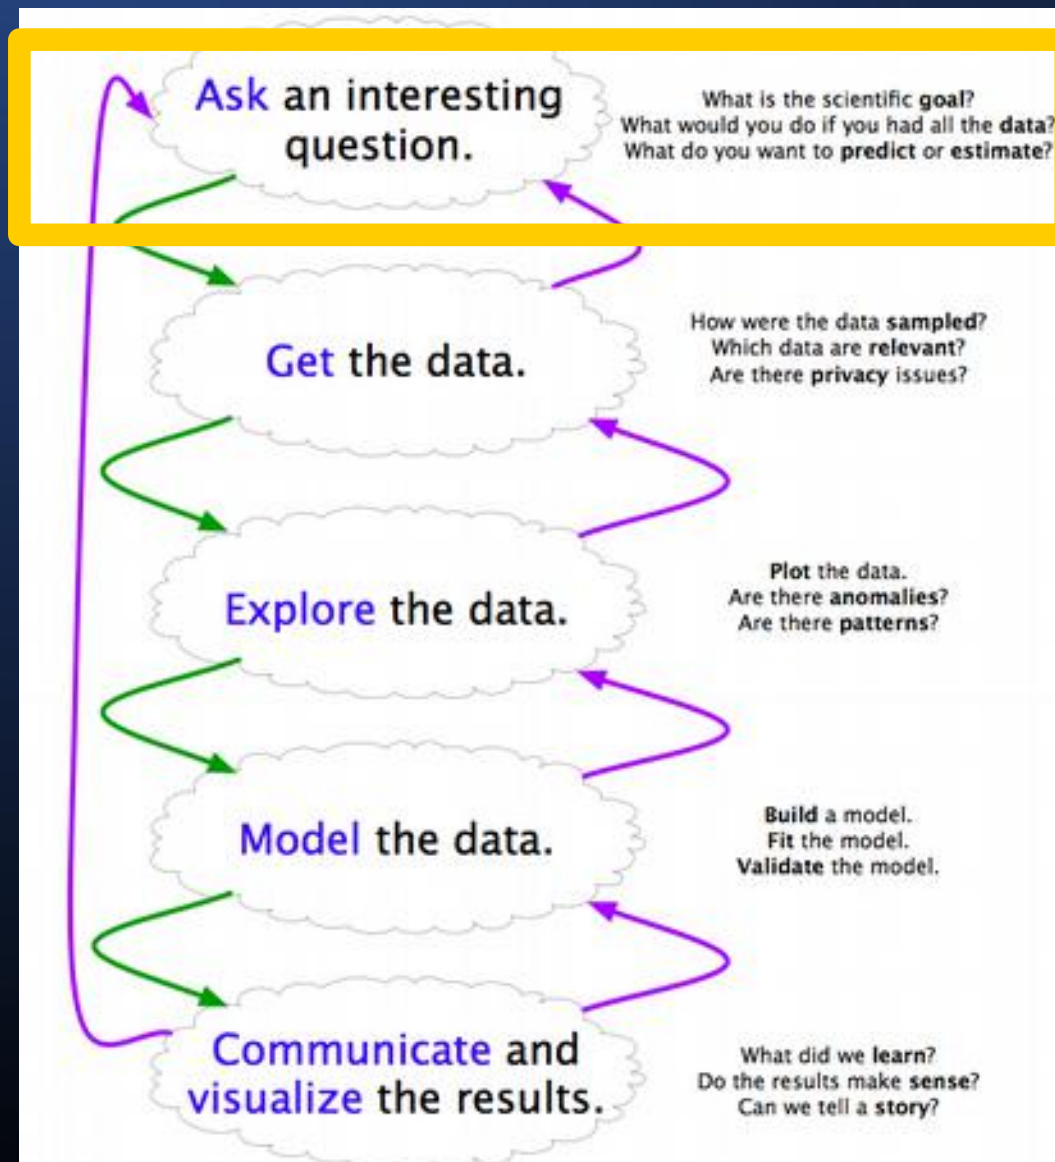 Ask an interesting
question.
What is the scientific goal?
What would you do if you had all the data?
What do you want to predict or estimate?
Get the data.
How were the data sampled?
Which data are relevant?
Are there privacy issues?
Explore the data.
Plot the data.
Are there anomalies?
Are there patterns?
Model the data.
Build a model.
Fit the model.
Validate the model.
Communicate and
visualize the results.
What did we learn?
Do the results make sense?
Can we tell a story?